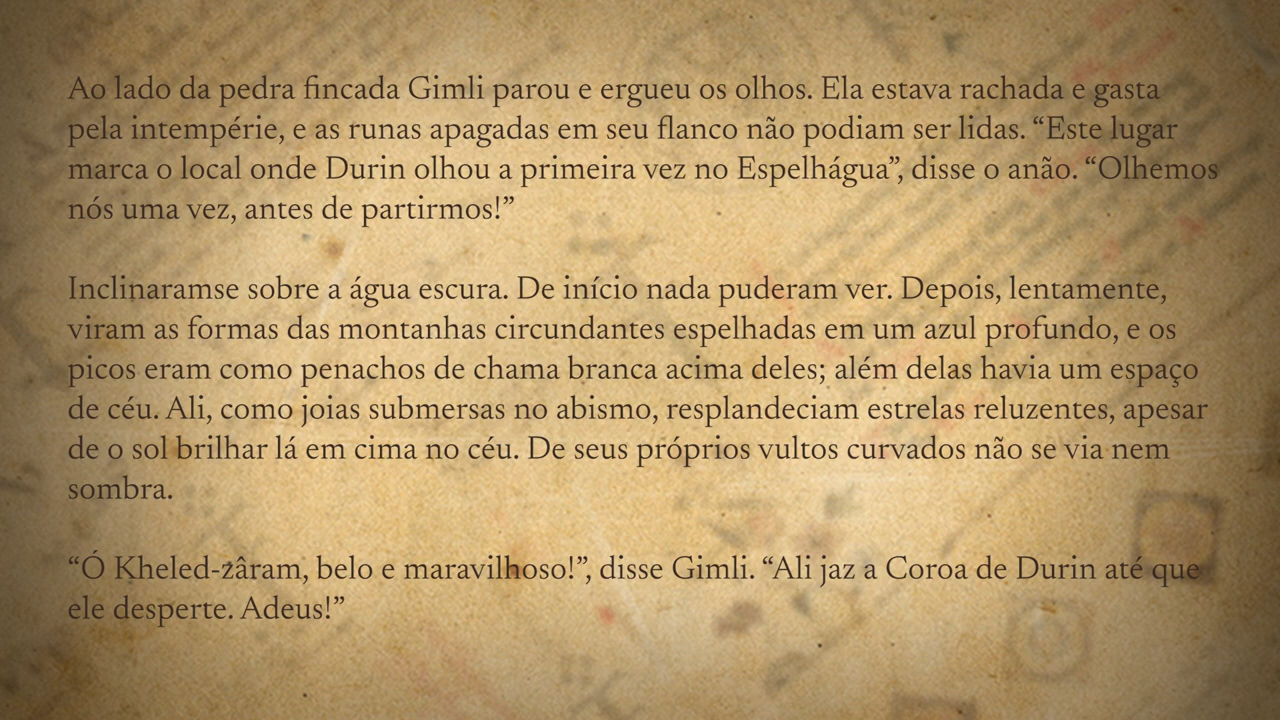 Ao lado da pedra fincada Gimli parou e ergueu os olhos. Ela estava rachada e gasta
pela intempérie, e as runas apagadas em seu flanco não podiam ser lidas. “Este lugar
marca o local onde Durin olhou a primeira vez no Espelhágua”, disse o anão. “Olhemos
nós uma vez, antes de partirmos!”
Inclinaramse sobre a água escura. De início nada puderam ver. Depois, lentamente,
viram as formas das montanhas circundantes espelhadas em um azul profundo, e os
picos eram como penachos de chama branca acima deles; além delas havia um espaço
de céu. Ali, como joias submersas no abismo, resplandeciam estrelas reluzentes, apesar
de o sol brilhar lá em cima no céu. De seus próprios vultos curvados não se via nem
sombra.
“Ó Kheled-zâram, belo e maravilhoso!”, disse Gimli. “Ali jaz a Coroa de Durin até que
ele desperte. Adeus!”